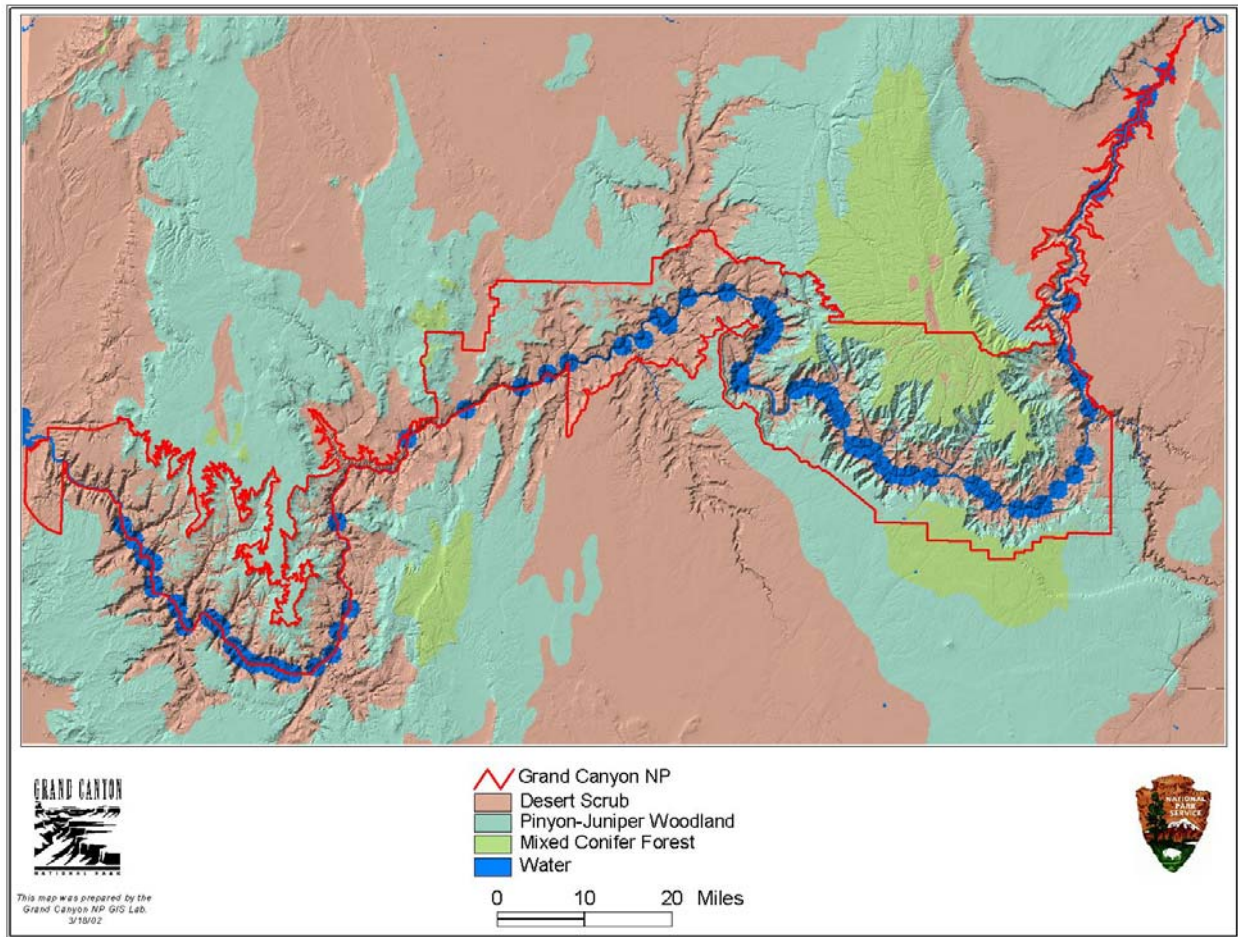 GRAND CANYON
NATIONAL PARK
This map was prepared by the
Grand Canyon NP GIS Lab.
3/18/02
Grand Canyon NP
Desert Scrub
Pinyon-Juniper Woodland
Mixed Conifer Forest
Water
0 10 20 Miles
NATIONAL
PARK
SERVICE